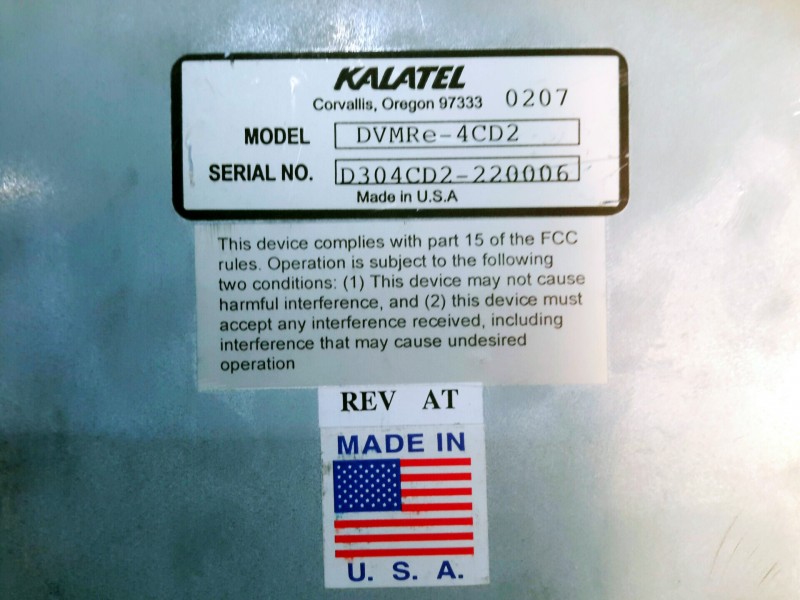 KALATEL
Corvallis, Oregon 97333 0207
MODEL DVMRe-4CD2
SERIAL NO. D304CD2-220006
Made in U.S.A
This device complies with part 15 of the FCC
rules. Operation is subject to the following
two conditions: (1) This device may not cause
harmful interference, and (2) this device must
accept any interference received, including
interference that may cause undesired
operation
REV AT
MADE IN
U. S. A.